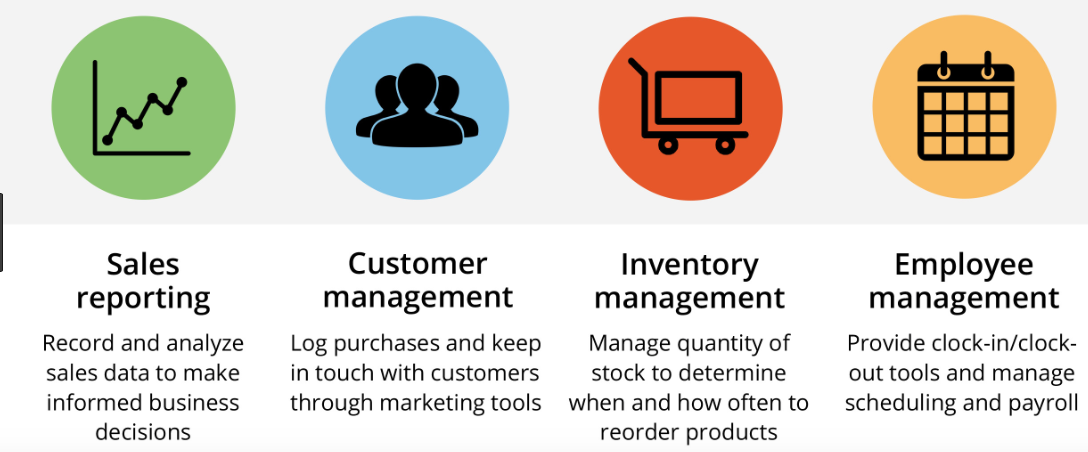 Sales
reporting
Record and analyze
sales data to make
informed business
decisions
Customer
management
Log purchases and keep
in touch with customers
through marketing tools
Inventory
management
Manage quantity of
stock to determine
when and how often to
reorder products
Employee
management
Provide clock-in/clock-
out tools and manage
scheduling and payroll